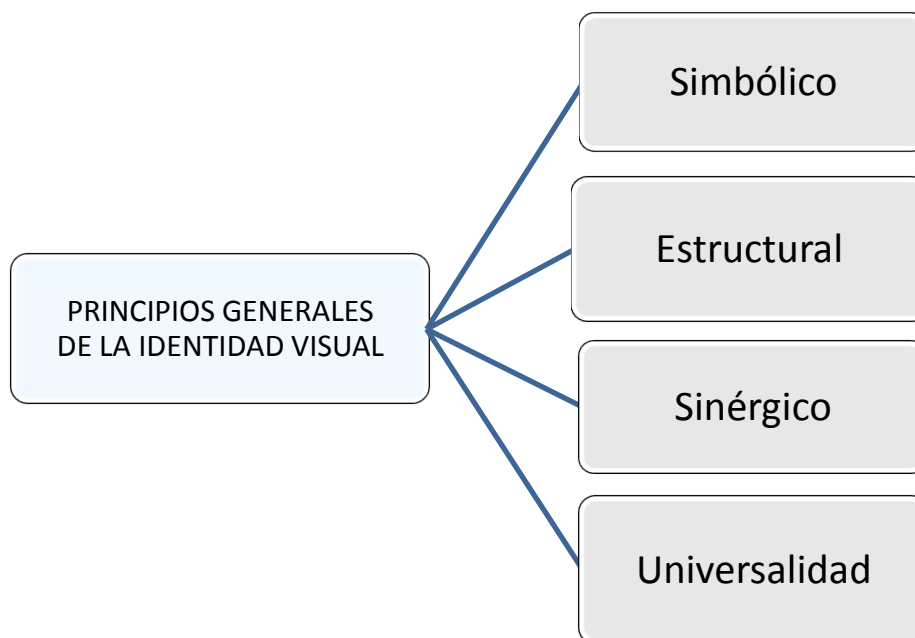 PRINCIPIOS GENERALES
DE LA IDENTIDAD VISUAL
Simbólico
Estructural
Sinérgico
Universalidad